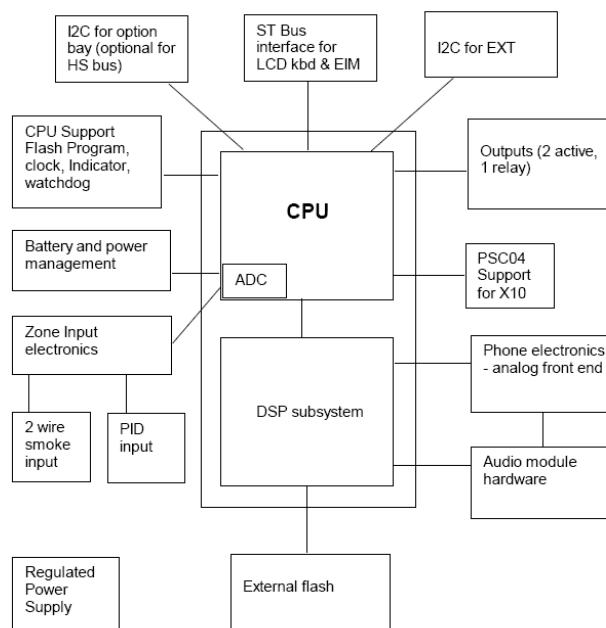 I2C for option
bay (optional for
HS bus)
ST Bus
interface for
LCD kbd & EIM
I2C for EXT
CPU Support
Flash Program,
clock, Indicator,
watchdog
CPU
Outputs (2 active,
1 relay)
Battery and power
management
ADC
PSC04
Support
for X10
Zone Input
electronics
Phone electronics
- analog front end
DSP subsystem
2 wire
smoke
input
PID
input
Audio module
hardware
Regulated
Power
Supply
External flash